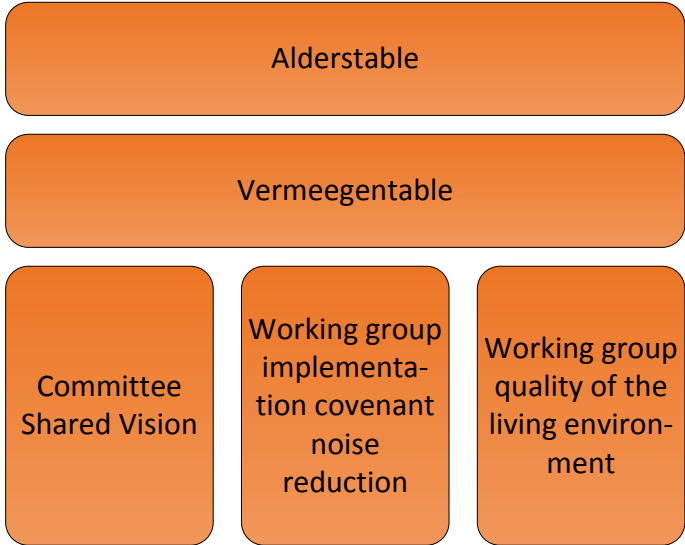 Alderstable
Vermeegentable
Committee
Shared Vision
Working group
implementa-
tion covenant
noise
reduction
Working group
quality of the
living environ-
ment